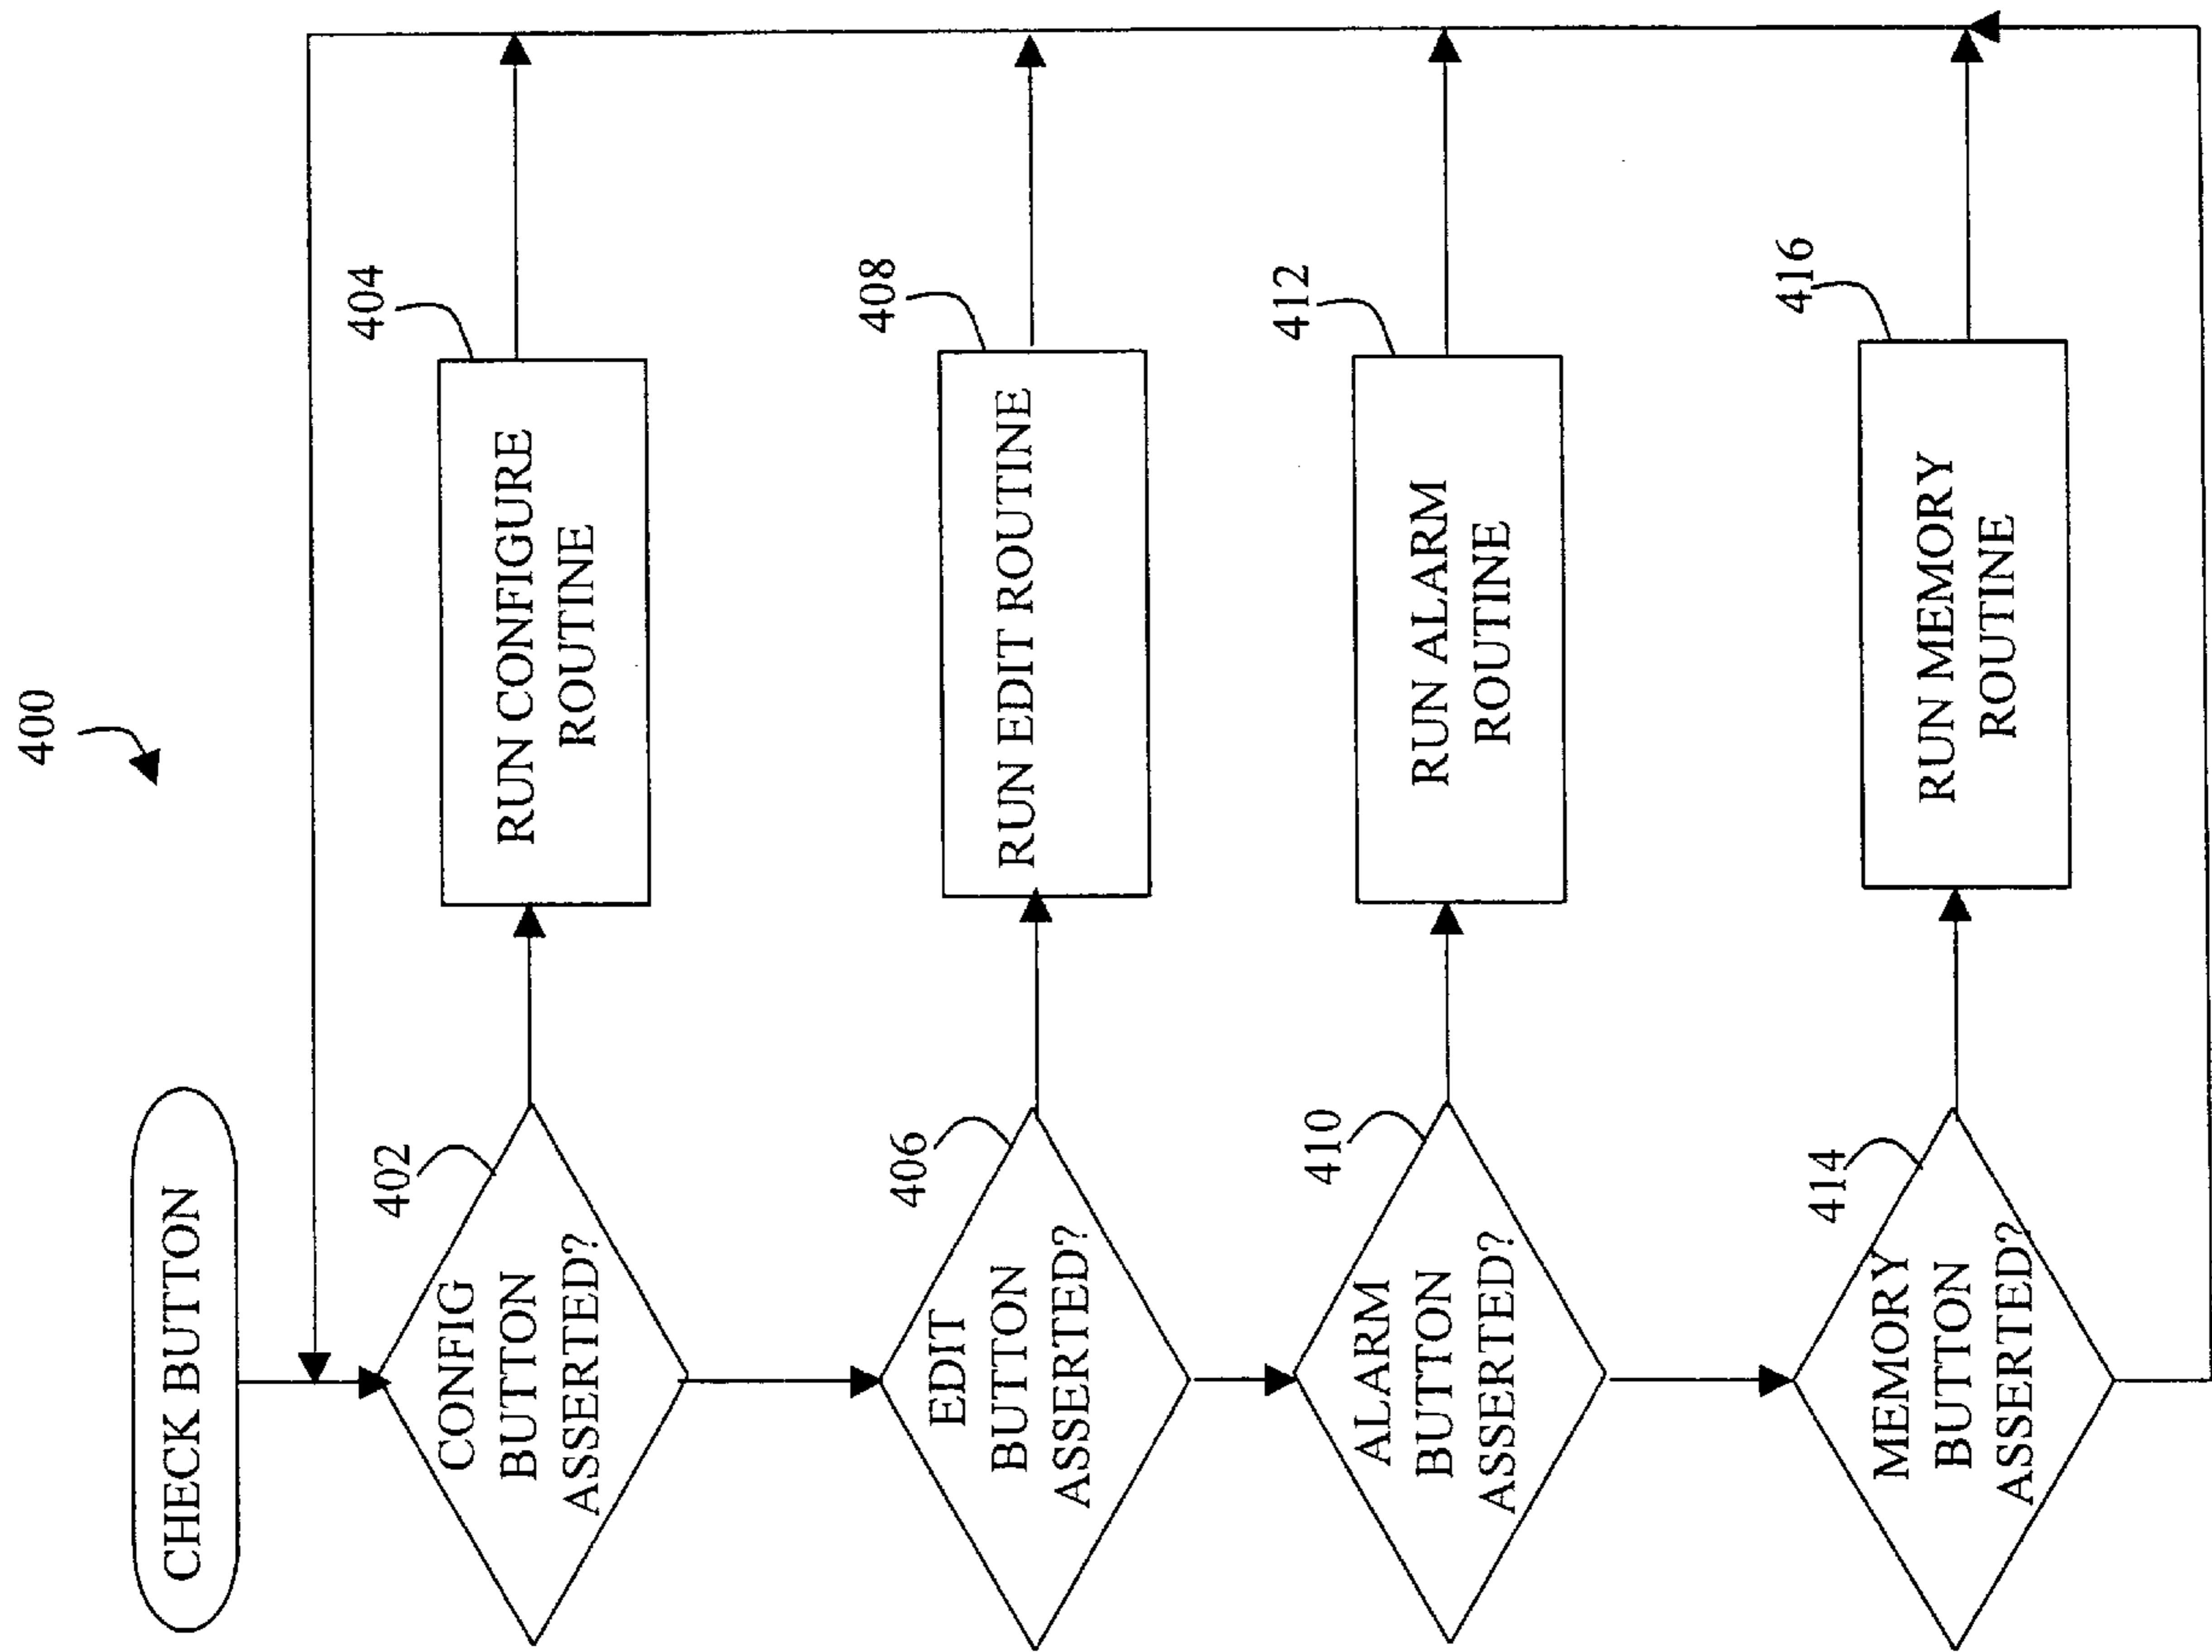 400
CHECK BUTTON
402
CONFIG
BUTTON
ASSERTED?
404
RUN CONFIGURE
ROUTINE
406
EDIT
BUTTON
ASSERTED?
408
RUN EDIT ROUTINE
410
ALARM
BUTTON
ASSERTED?
412
RUN ALARM
ROUTINE
414
MEMORY
BUTTON
ASSERTED?
416
RUN MEMORY
ROUTINE